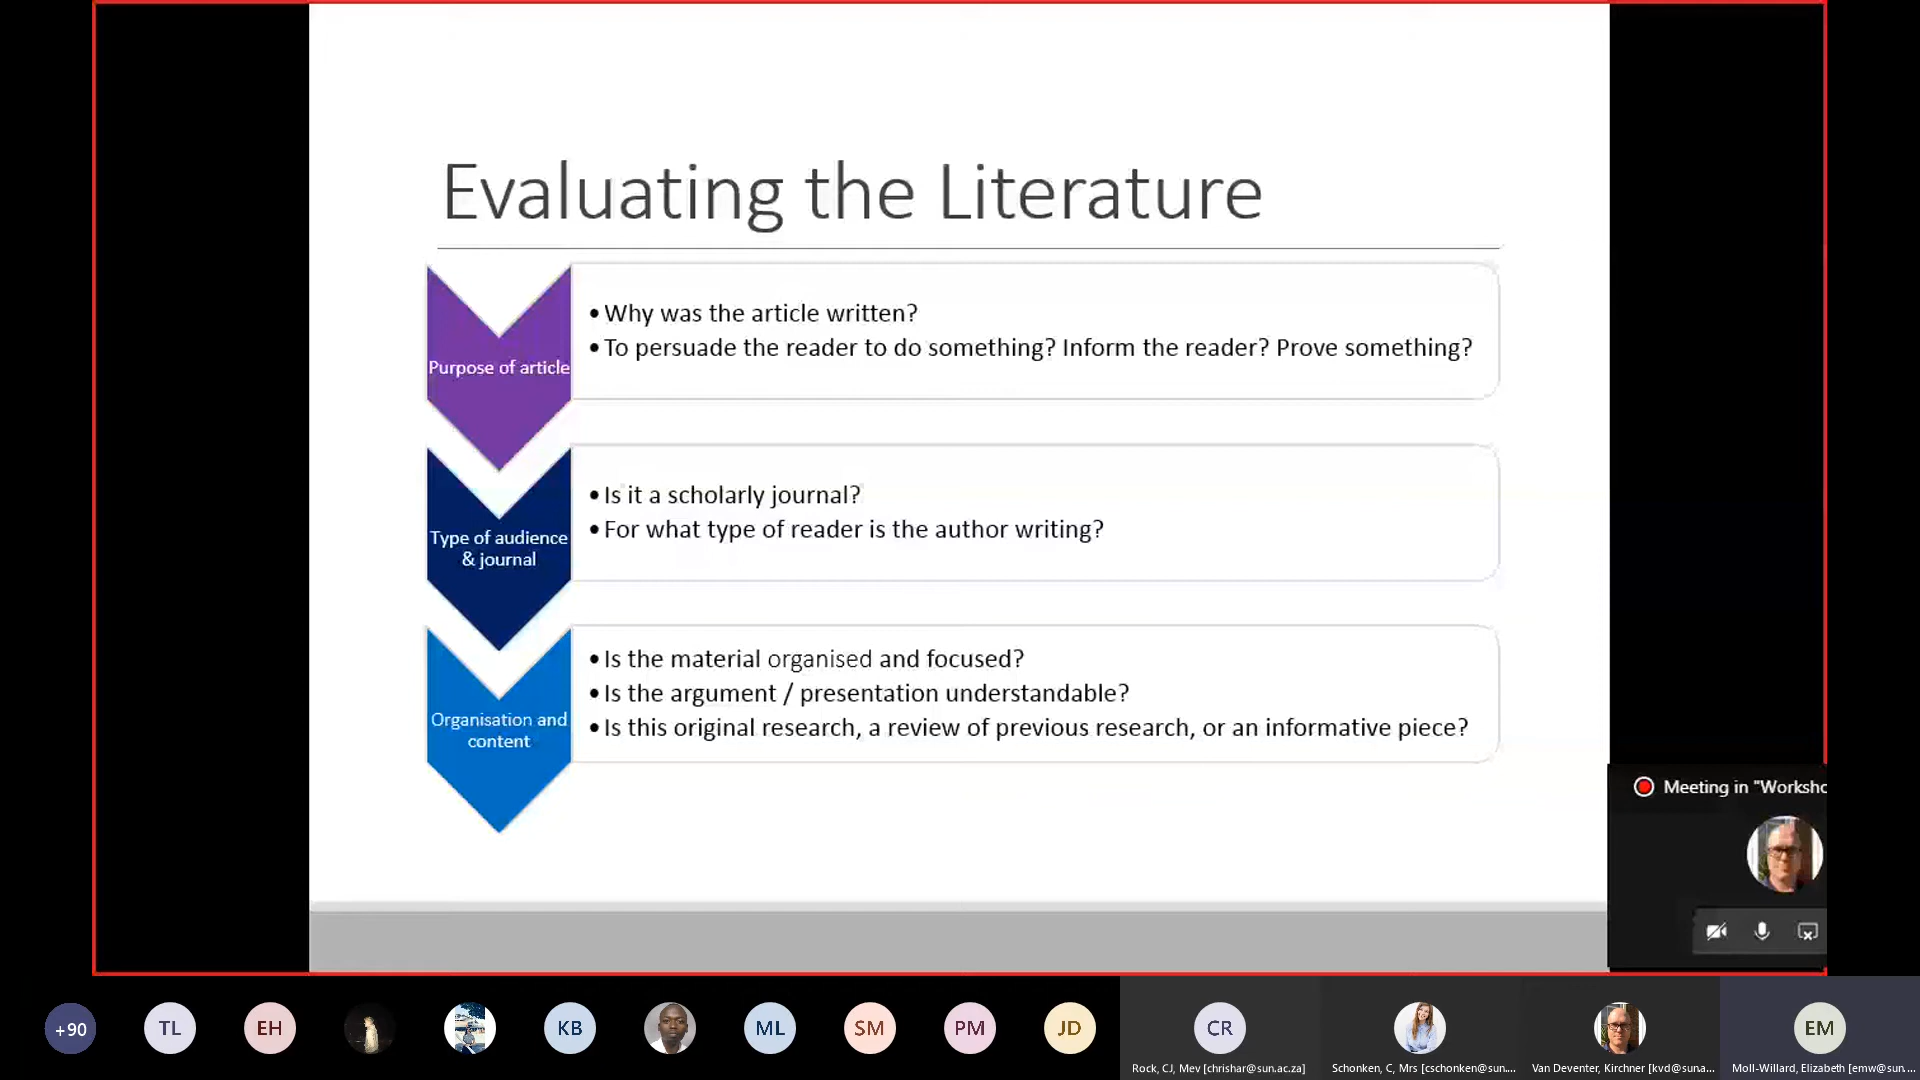 Evaluating the Literature
Purpose of article
• Why was the article written?
• To persuade the reader to do something? Inform the reader? Prove something?
Type of audience
& journal
• Is it a scholarly journal?
• For what type of reader is the author writing?
Organisation and
content
• Is the material organised and focused?
• Is the argument / presentation understandable?
• Is this original research, a review of previous research, or an informative piece?
Meeting in "Worksho
+90
TL
EH
KB
ML
SM
PM
JD
CR
EM
Rock, CJ, Mev [chrishar@sun.ac.za]
Schonken, C, Mrs [cschonken@sun....
Van Deventer, Kirchner [kvd@suna...
Moll-Willard, Elizabeth [emw@sun....